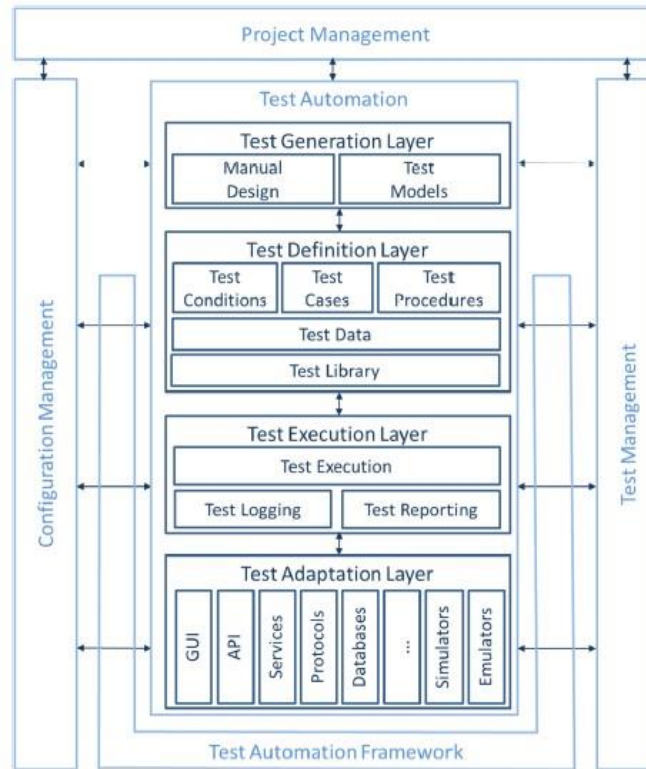 Project Management
Test Automation
Test Generation Layer
Manual
Design
Test
Models
Test Definition Layer
Test
Conditions
Test
Cases
Test
Procedures
Test Data
Test Library
Test Execution Layer
Test Execution
Test Logging
Test Reporting
Test Adaptation Layer
GUI
API
Services
Protocols
Databases
...
Simulators
Emulators
Configuration Management
Test Management
Test Automation Framework